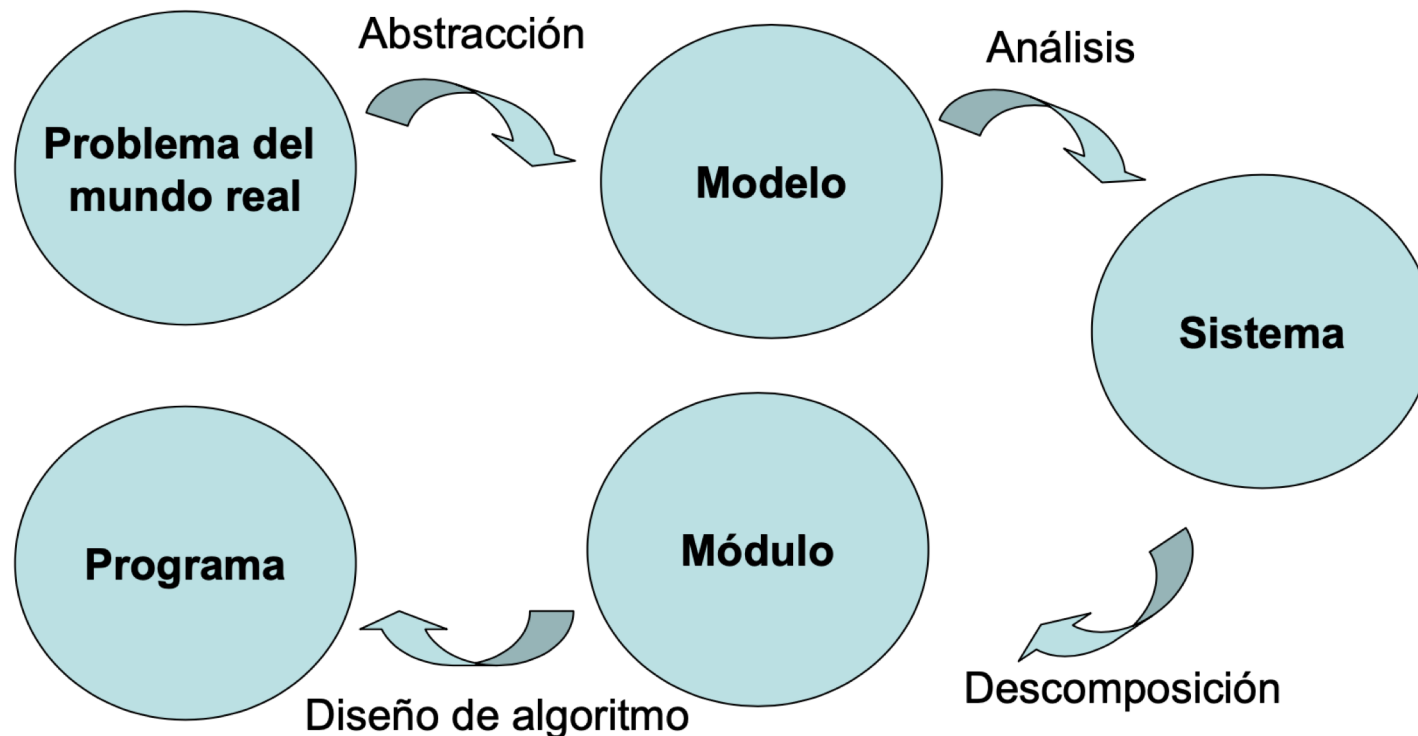 Abstracción
Análisis
Problema del
mundo real
Modelo
Sistema
Programa
Módulo
Diseño de algoritmo
Descomposición